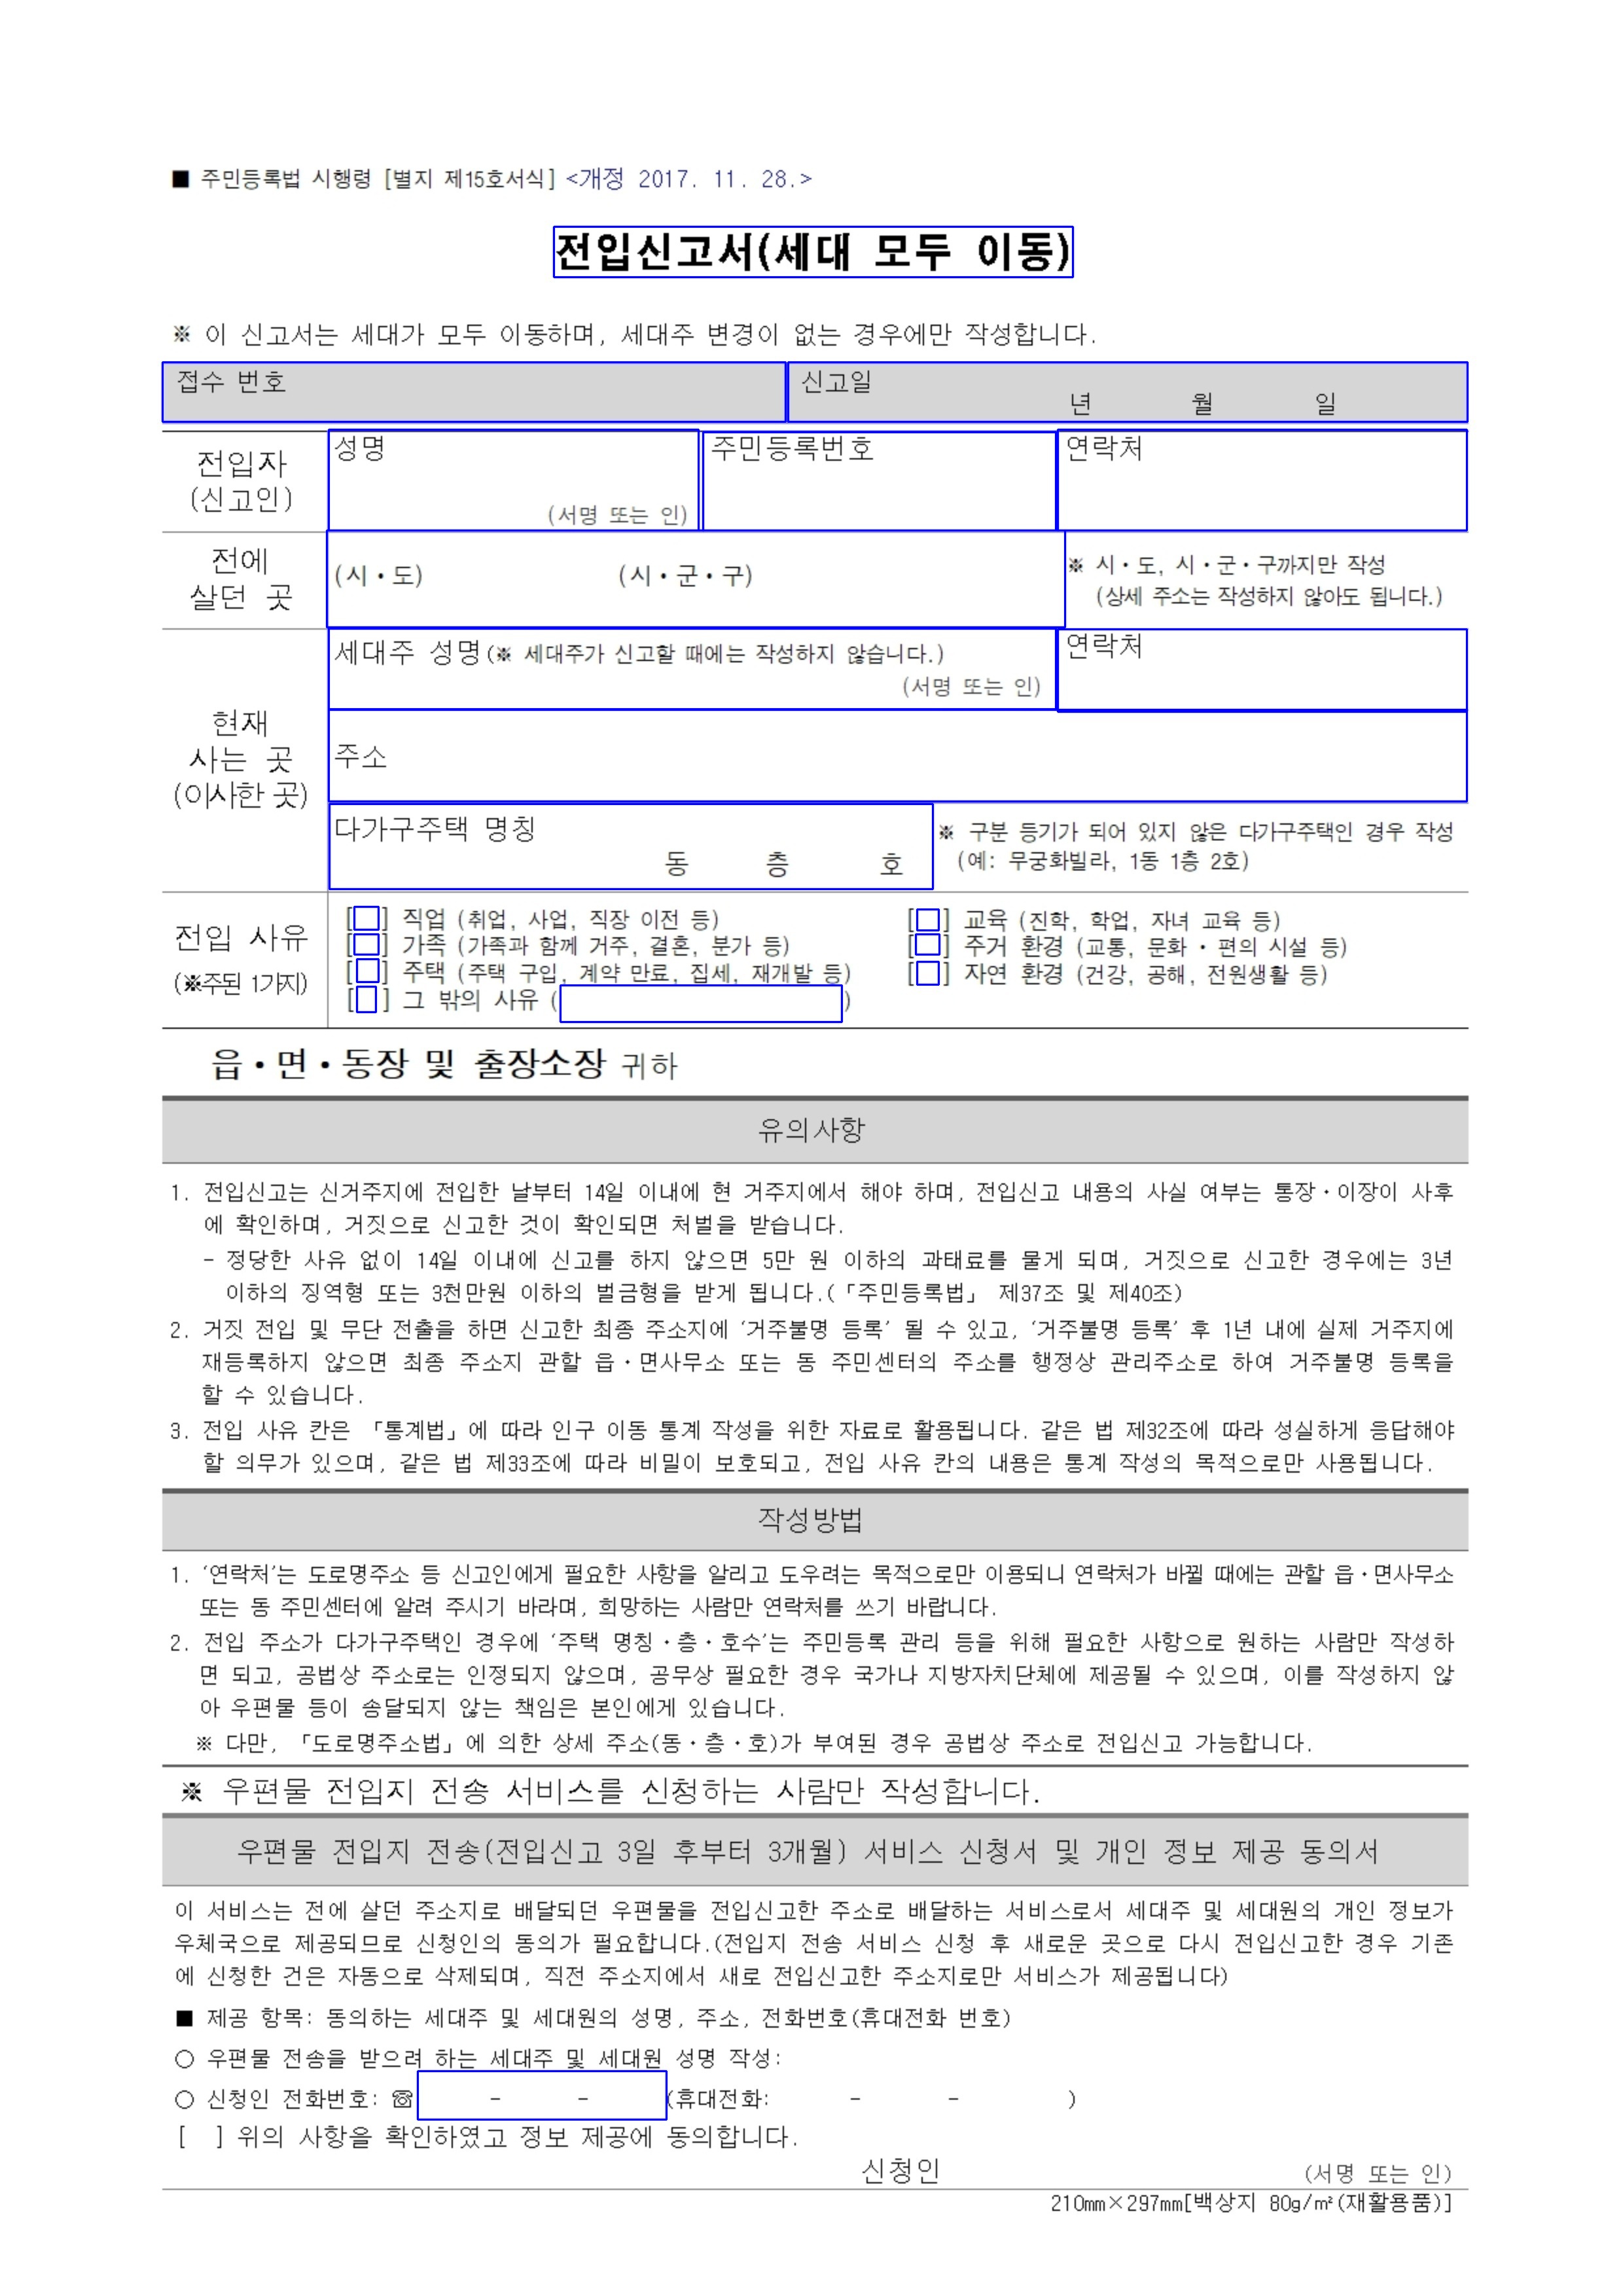 ■ 주민등록법 시행령 [별지 제15호서식] <개정 2017. 11. 28.>
전입신고서(세대 모두 이동)
※ 이 신고서는 세대가 모두 이동하며, 세대주 변경이 없는 경우에만 작성합니다.
접수 번호 신고일
년 월 일
전입자
(신고인)
성명
(서명 또는 인)
주민등록번호
연락처
전에
살던 곳
(시·도) (시·군·구)
※ 시·도, 시·군·구까지만 작성
(상세 주소는 작성하지 않아도 됩니다.)
현재
사는 곳
(이사한 곳)
세대주 성명(※ 세대주가 신고할 때에는 작성하지 않습니다.)
(서명 또는 인)
연락처
주소
다가구주택 명칭
동 층 호
※ 구분 등기가 되어 있지 않은 다가구주택인 경우 작성
(예: 무궁화빌라, 1동 1층 2호)
전입 사유
(※주된 1가지)
[ ] 직업 (취업, 사업, 직장 이전 등) [ ] 교육 (진학, 학업, 자녀 교육 등)
[ ] 가족 (가족과 함께 거주, 결혼, 분가 등) [ ] 주거 환경 (교통, 문화·편의 시설 등)
[ ] 주택 (주택 구입, 계약 만료, 집세, 재개발 등) [ ] 자연 환경 (건강, 공해, 전원생활 등)
[ ] 그 밖의 사유 ( )
읍·면·동장 및 출장소장 귀하
유의사항
1. 전입신고는 신거주지에 전입한 날부터 14일 이내에 현 거주지에서 해야 하며, 전입신고 내용의 사실 여부는 통장·이장이 사후
에 확인하며, 거짓으로 신고한 것이 확인되면 처벌을 받습니다.
- 정당한 사유 없이 14일 이내에 신고를 하지 않으면 5만 원 이하의 과태료를 물게 되며, 거짓으로 신고한 경우에는 3년
이하의 징역형 또는 3천만원 이하의 벌금형을 받게 됩니다.(「주민등록법」 제37조 및 제40조)
2. 거짓 전입 및 무단 전출을 하면 신고한 최종 주소지에 ‘거주불명 등록’ 될 수 있고, ‘거주불명 등록’ 후 1년 내에 실제 거주지에
재등록하지 않으면 최종 주소지 관할 읍·면사무소 또는 동 주민센터의 주소를 행정상 관리주소로 하여 거주불명 등록을
할 수 있습니다.
3. 전입 사유 칸은 「통계법」에 따라 인구 이동 통계 작성을 위한 자료로 활용됩니다. 같은 법 제32조에 따라 성실하게 응답해야
할 의무가 있으며, 같은 법 제33조에 따라 비밀이 보호되고, 전입 사유 칸의 내용은 통계 작성의 목적으로만 사용됩니다.
작성방법
1. ‘연락처’는 도로명주소 등 신고인에게 필요한 사항을 알리고 도우려는 목적으로만 이용되니 연락처가 바뀔 때에는 관할 읍·면사무소
또는 동 주민센터에 알려 주시기 바라며, 희망하는 사람만 연락처를 쓰기 바랍니다.
2. 전입 주소가 다가구주택인 경우에 ‘주택 명칭·층·호수’는 주민등록 관리 등을 위해 필요한 사항으로 원하는 사람만 작성하
면 되고, 공법상 주소로는 인정되지 않으며, 공무상 필요한 경우 국가나 지방자치단체에 제공될 수 있으며, 이를 작성하지 않
아 우편물 등이 송달되지 않는 책임은 본인에게 있습니다.
※ 다만, 「도로명주소법」에 의한 상세 주소(동·층·호)가 부여된 경우 공법상 주소로 전입신고 가능합니다.
※ 우편물 전입지 전송 서비스를 신청하는 사람만 작성합니다.
우편물 전입지 전송(전입신고 3일 후부터 3개월) 서비스 신청서 및 개인 정보 제공 동의서
이 서비스는 전에 살던 주소지로 배달되던 우편물을 전입신고한 주소로 배달하는 서비스로서 세대주 및 세대원의 개인 정보가
우체국으로 제공되므로 신청인의 동의가 필요합니다.(전입지 전송 서비스 신청 후 새로운 곳으로 다시 전입신고한 경우 기존
에 신청한 건은 자동으로 삭제되며, 직전 주소지에서 새로 전입신고한 주소지로만 서비스가 제공됩니다)
■ 제공 항목: 동의하는 세대주 및 세대원의 성명, 주소, 전화번호(휴대전화 번호)
○ 우편물 전송을 받으려 하는 세대주 및 세대원 성명 작성:
○ 신청인 전화번호: ☏ - - (휴대전화: - - )
[ ] 위의 사항을 확인하였고 정보 제공에 동의합니다.
신청인 (서명 또는 인)
210mm×297mm[백상지 80g/㎡(재활용품)]